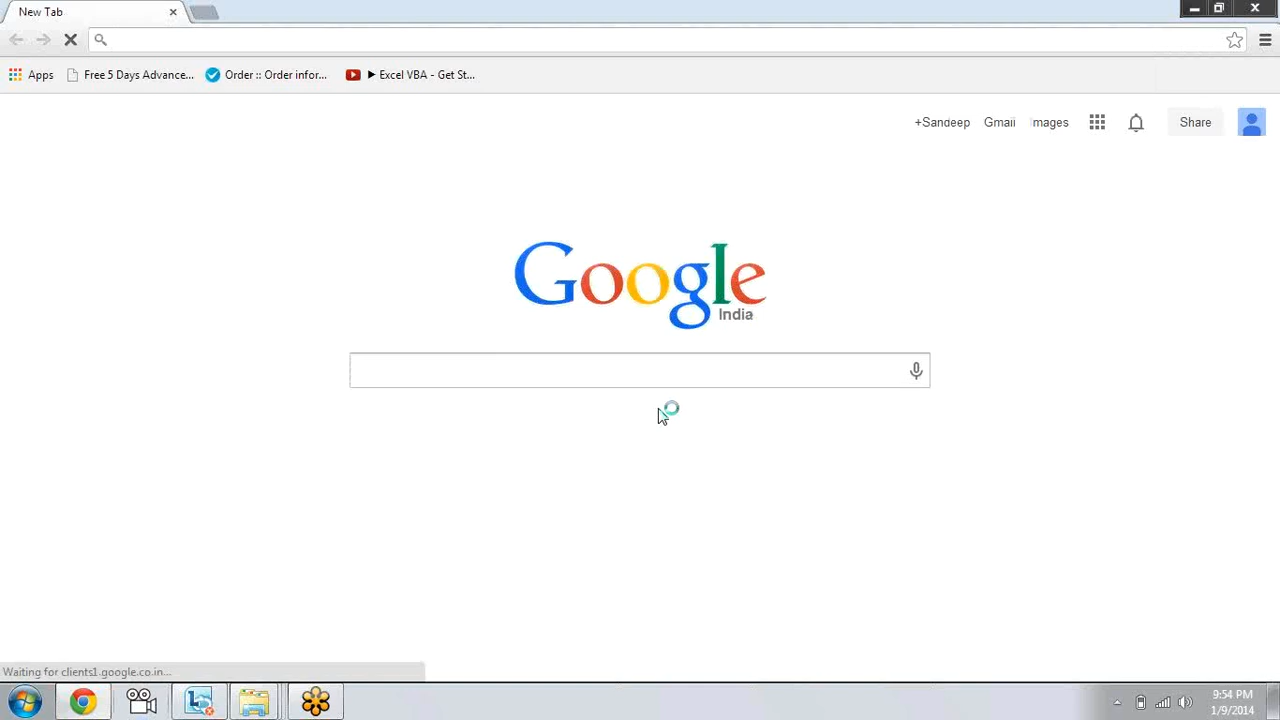 New Tab
Apps Free 5 Days Advance... Order :: Order infor... ► Excel VBA - Get St...
+Sandeep Gmail Images Share
Google
India
Waiting for clients1.google.co.in...
9:54 PM
1/9/2014